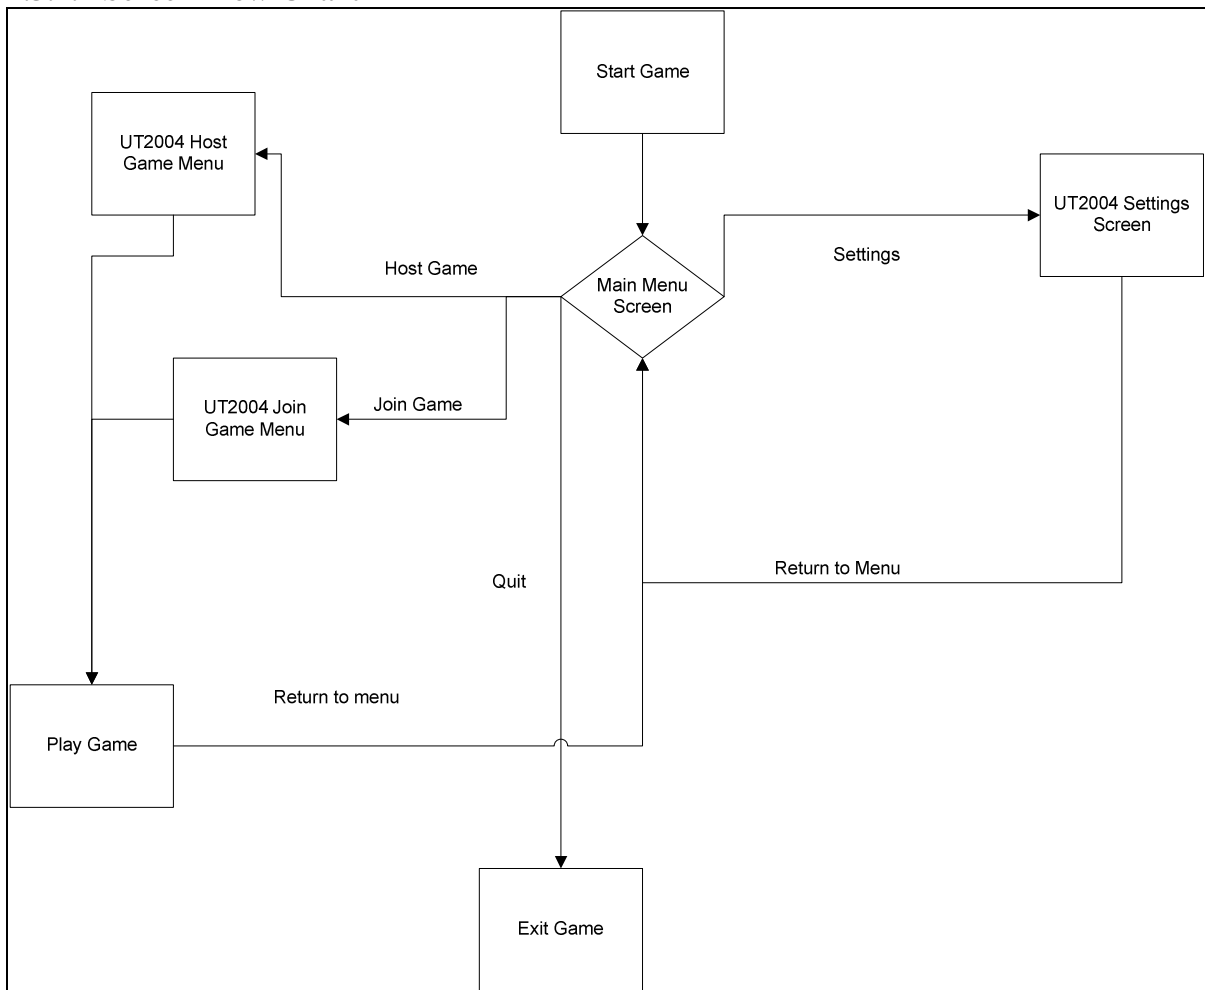 Start Game
UT2004 Host
Game Menu
UT2004 Settings
Screen
Settings
Host Game
Main Menu
Screen
Join Game
UT2004 Join
Game Menu
Return to Menu
Quit
Return to menu
Play Game
Exit Game